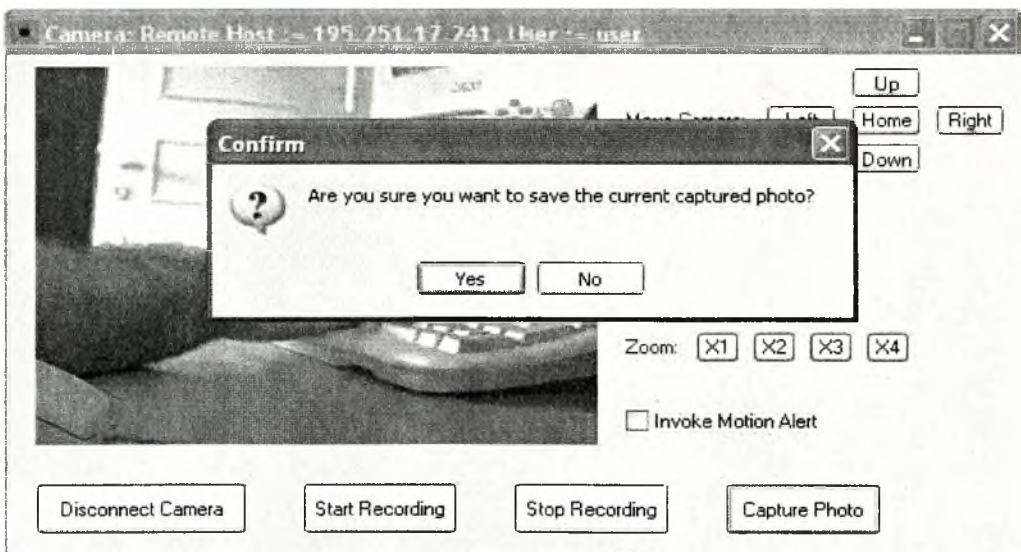 Camera: Remote Host := 195.251.17.241, User := user
Up
Left Home Right
Down
Confirm
Are you sure you want to save the current captured photo?
Yes No
Zoom: X1 X2 X3 X4
Invoke Motion Alert
Disconnect Camera Start Recording Stop Recording Capture Photo